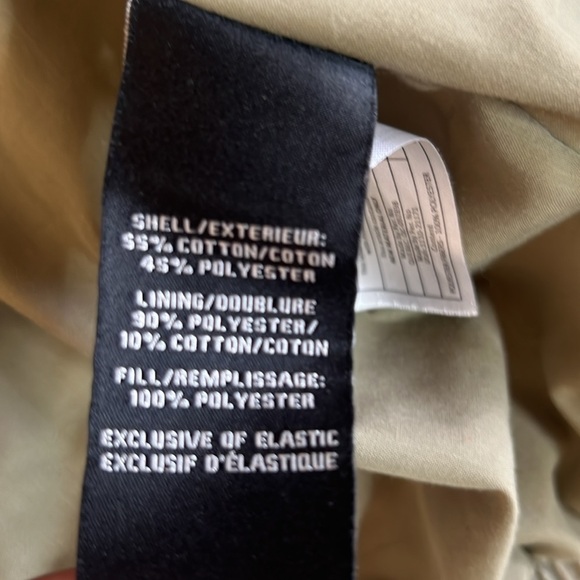 SHELL/EXTERIEUR:
55% COTTON/COTON
45% POLYESTER
LINING/DOUBLURE
90% POLYESTER/
10% COTTON/COTON
FILL/REMPLISSAGE:
100% POLYESTER
EXCLUSIVE OF ELASTIC
EXCLUSIF D'ÉLASTIQUE